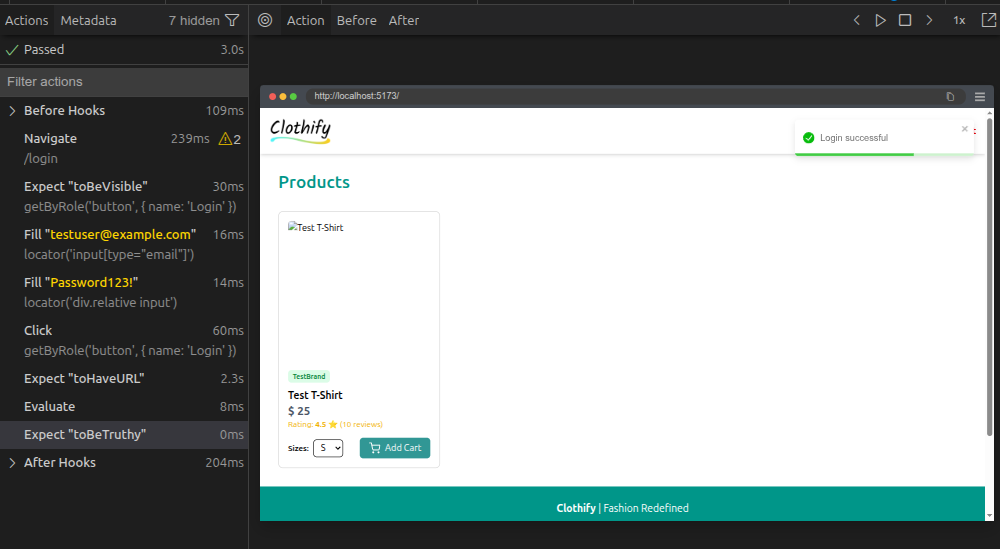 Actions Metadata 7 hidden
Passed 3.0s
Filter actions
Before Hooks 109ms
Navigate 239ms 2
/login
Expect "toBeVisible" 30ms
getByRole('button', { name: 'Login' })
Fill "testuser@example.com" 16ms
locator('input[type="email"]')
Fill "Password123!" 14ms
locator('div.relative input')
Click 60ms
getByRole('button', { name: 'Login' })
Expect "toHaveURL" 2.3s
Evaluate 8ms
Expect "toBeTruthy" 0ms
After Hooks 204ms
Action Before After 1x
http://localhost:5173/
Clothify
Login successful
Products
Test T-Shirt
TestBrand
Test T-Shirt
$ 25
Rating: 4.5 ⭐ (10 reviews)
Sizes: S Add Cart
Clothify | Fashion Redefined